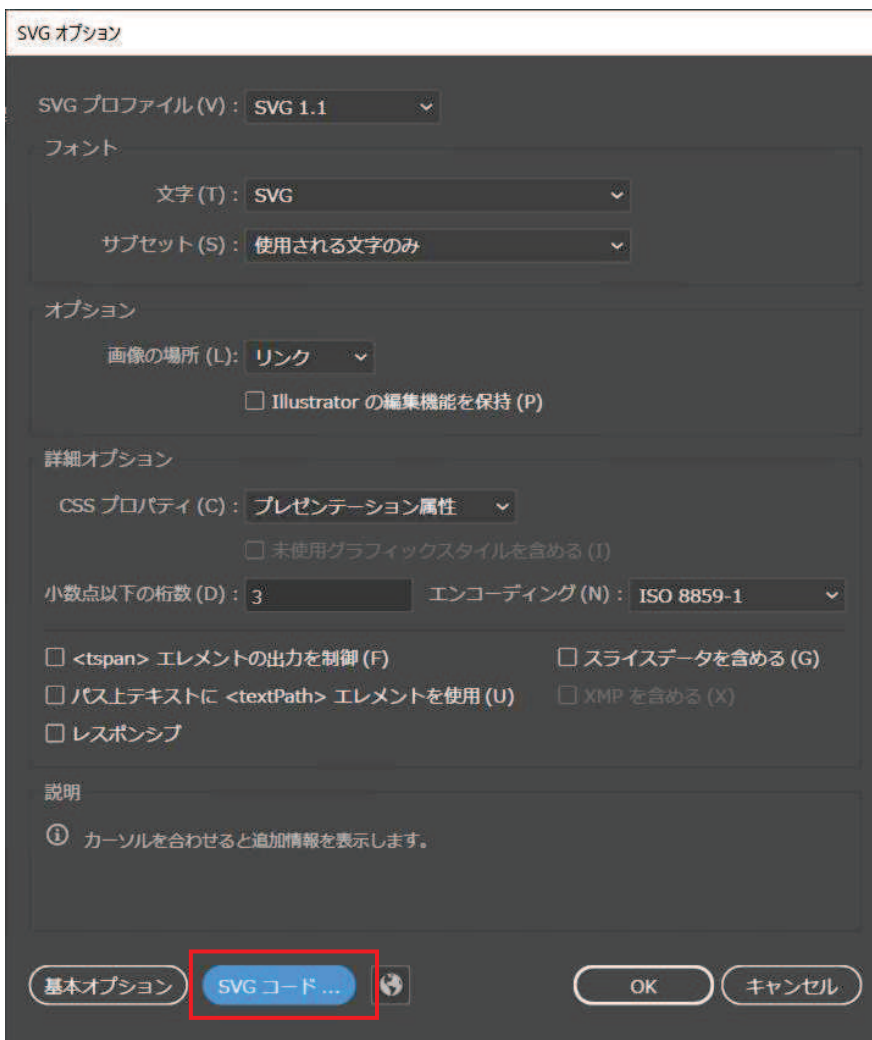 SVG オプション
SVG プロファイル (V) : SVG 1.1
フォント
文字 (T) : SVG
サブセット (S) : 使用される文字のみ
オプション
画像の場所 (L): リンク
Illustrator の編集機能を保持 (P)
詳細オプション
CSS プロパティ (C) : プレゼンテーション属性
未使用グラフィックスタイルを含める (I)
小数点以下の桁数 (D) : 3 エンコーディング (N) : ISO 8859-1
<tspan> エレメントの出力を制御 (F) スライスデータを含める (G)
パス上テキストに <textPath> エレメントを使用 (U) XMP を含める (X)
レスポンシブ
説明
カーソルを合わせると追加情報を表示します。
基本オプション SVG コード ... OK キャンセル